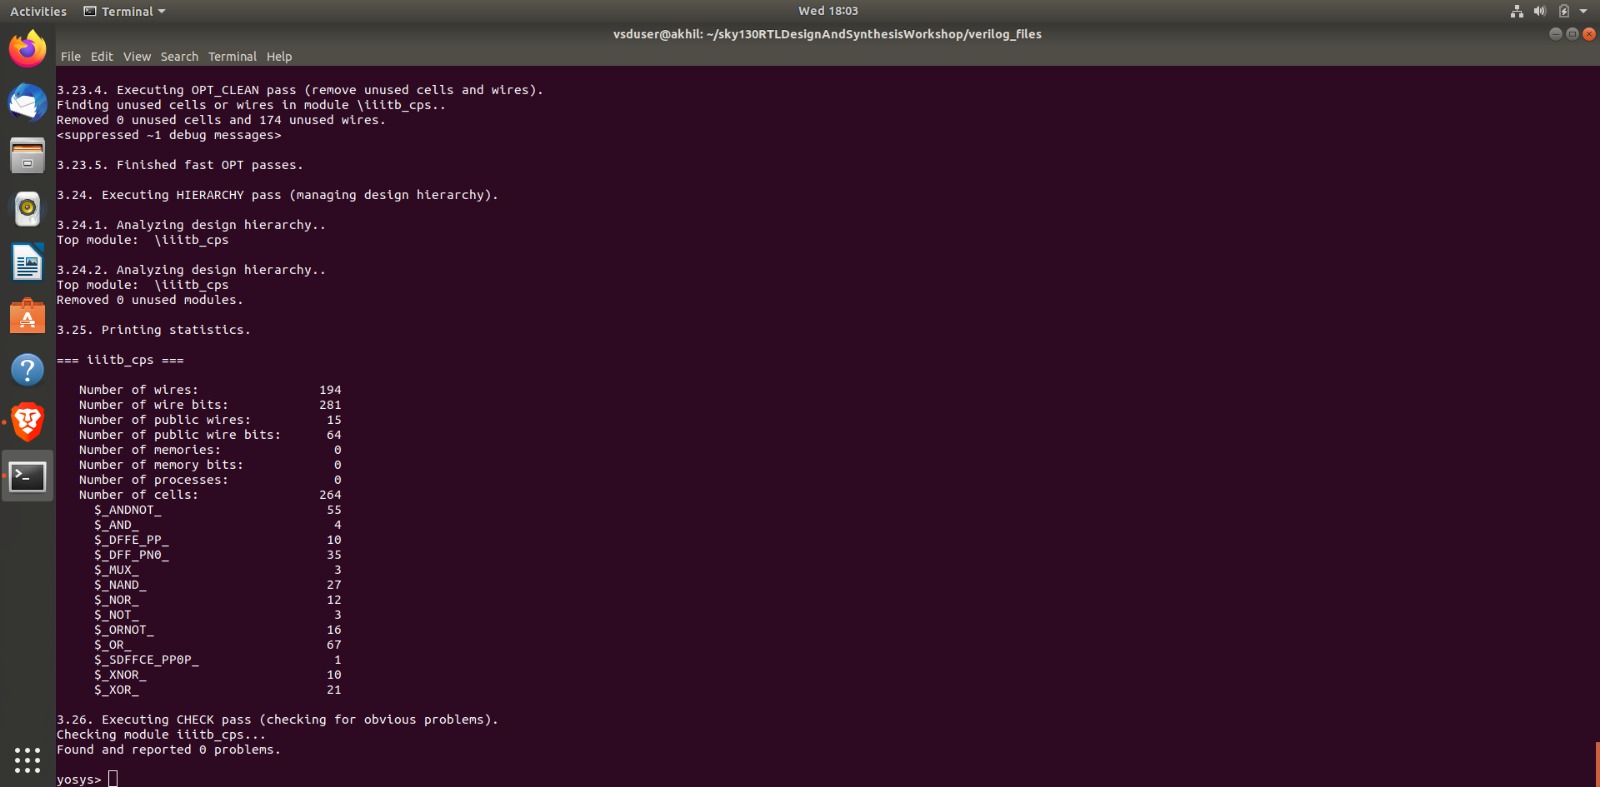 Activities Terminal Wed 18:03
vsduser@akhil: ~/sky130RTLDesignAndSynthesisWorkshop/verilog_files
File Edit View Search Terminal Help
3.23.4. Executing OPT_CLEAN pass (remove unused cells and wires).
Finding unused cells or wires in module \iiitb_cps..
Removed 0 unused cells and 174 unused wires.
<suppressed ~1 debug messages>
3.23.5. Finished fast OPT passes.
3.24. Executing HIERARCHY pass (managing design hierarchy).
3.24.1. Analyzing design hierarchy..
Top module:  \iiitb_cps
3.24.2. Analyzing design hierarchy..
Top module:  \iiitb_cps
Removed 0 unused modules.
3.25. Printing statistics.
=== iiitb_cps ===
Number of wires: 194
Number of wire bits: 281
Number of public wires: 15
Number of public wire bits: 64
Number of memories: 0
Number of memory bits: 0
Number of processes: 0
Number of cells: 264
$_ANDNOT_ 55
$_AND_ 4
$_DFFE_PP_ 10
$_DFF_PN0_ 35
$_MUX_ 3
$_NAND_ 27
$_NOR_ 12
$_NOT_ 3
$_ORNOT_ 16
$_OR_ 67
$_SDFFCE_PP0P_ 1
$_XNOR_ 10
$_XOR_ 21
3.26. Executing CHECK pass (checking for obvious problems).
Checking module iiitb_cps...
Found and reported 0 problems.
yosys>